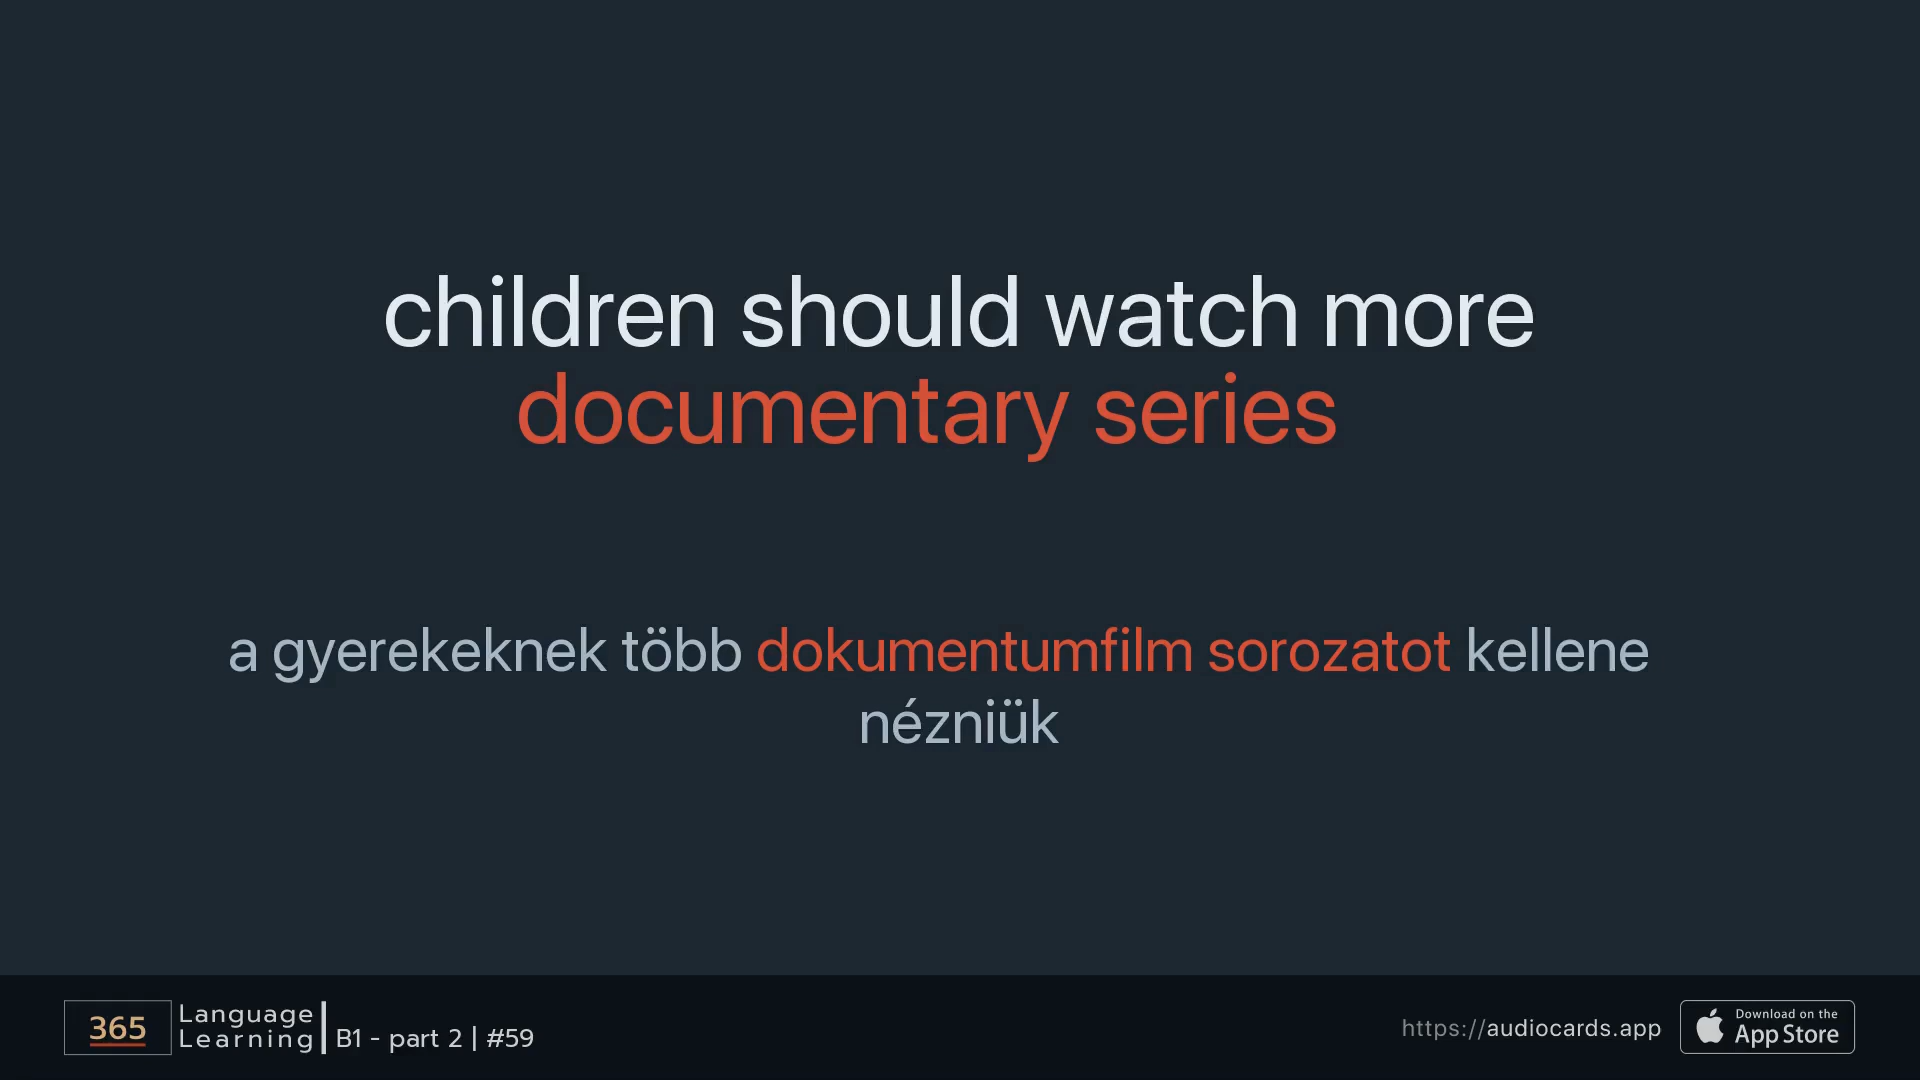 children should watch more
documentary series
a gyerekeknek több dokumentumfilm sorozatot kellene
nézniük
365
Language
Learning
B1 - part 2 | #59
https://audiocards.app
Download on the
App Store